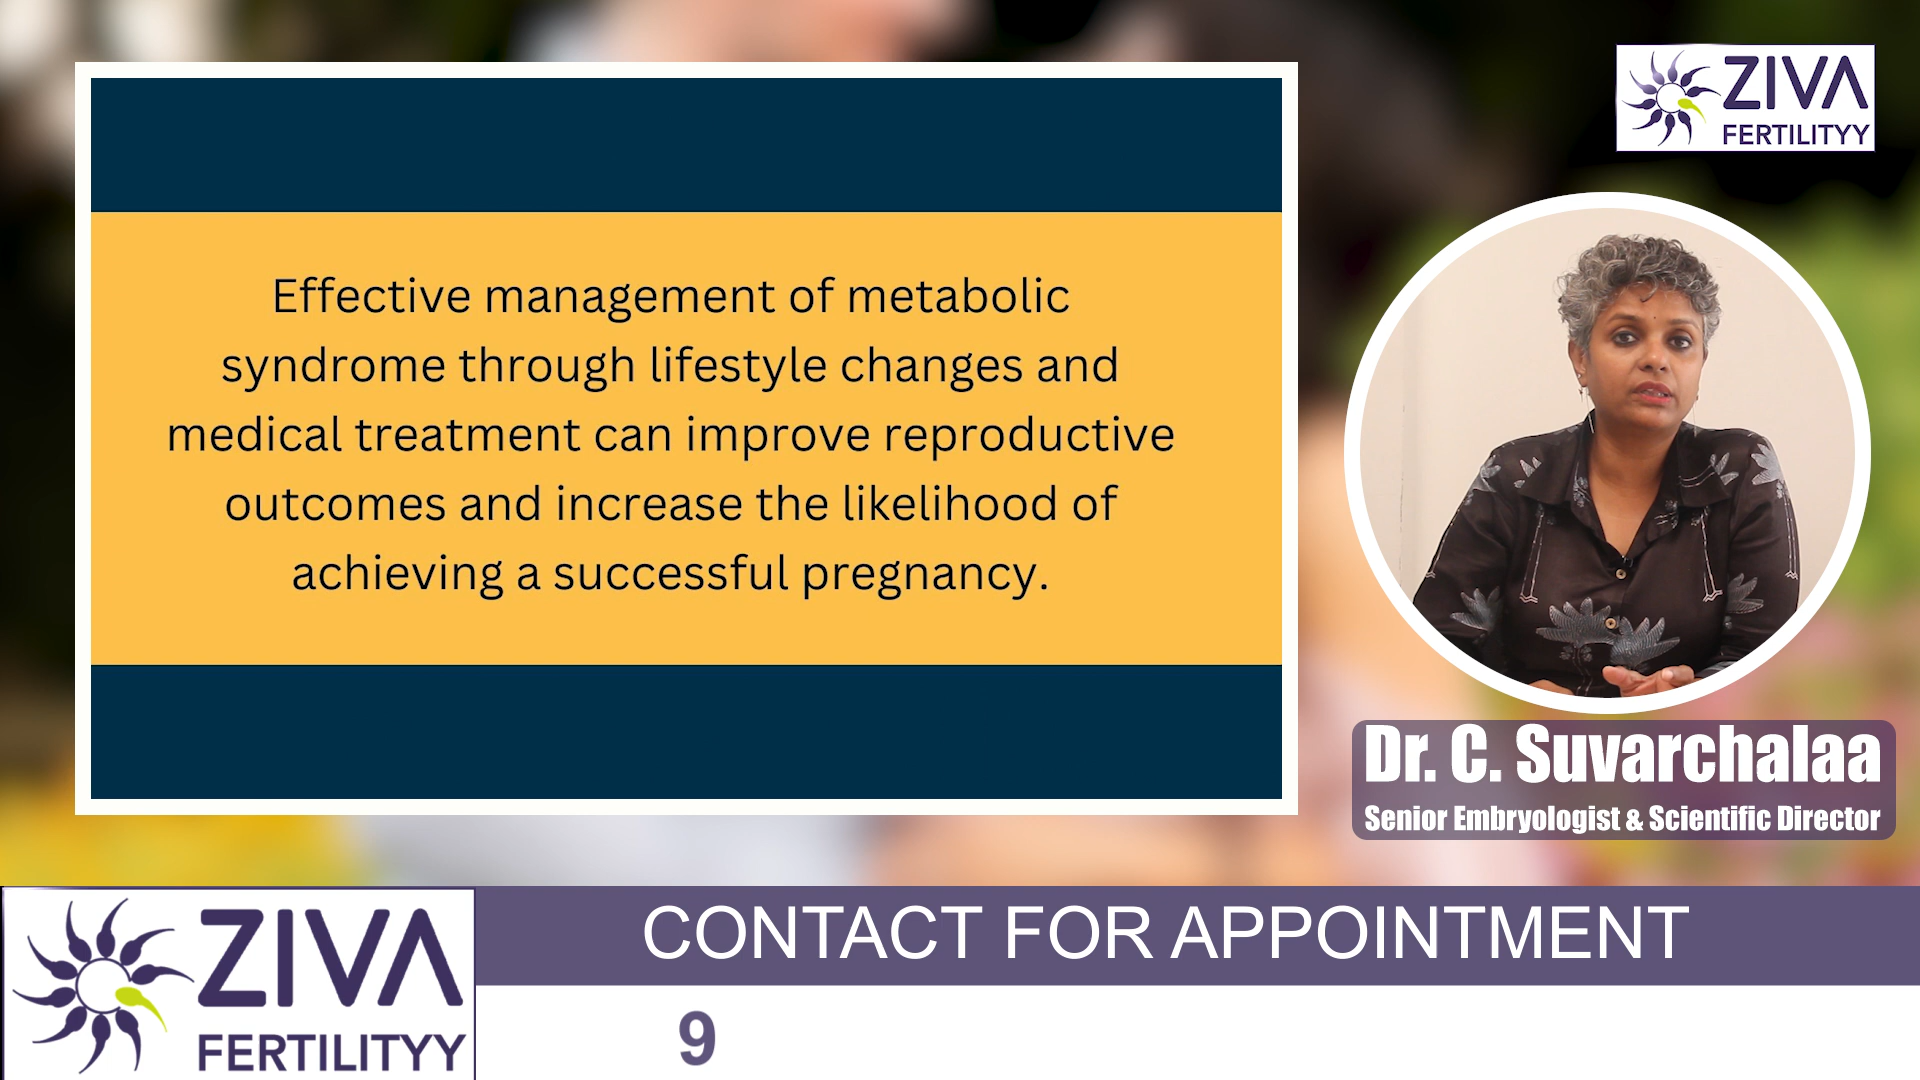 ZIVA
FERTILITYY
Effective management of metabolic
syndrome through lifestyle changes and
medical treatment can improve reproductive
outcomes and increase the likelihood of
achieving a successful pregnancy.
Dr. C. Suvarchalaa
Senior Embryologist & Scientific Director
ZIVA
FERTILITYY
CONTACT FOR APPOINTMENT
9